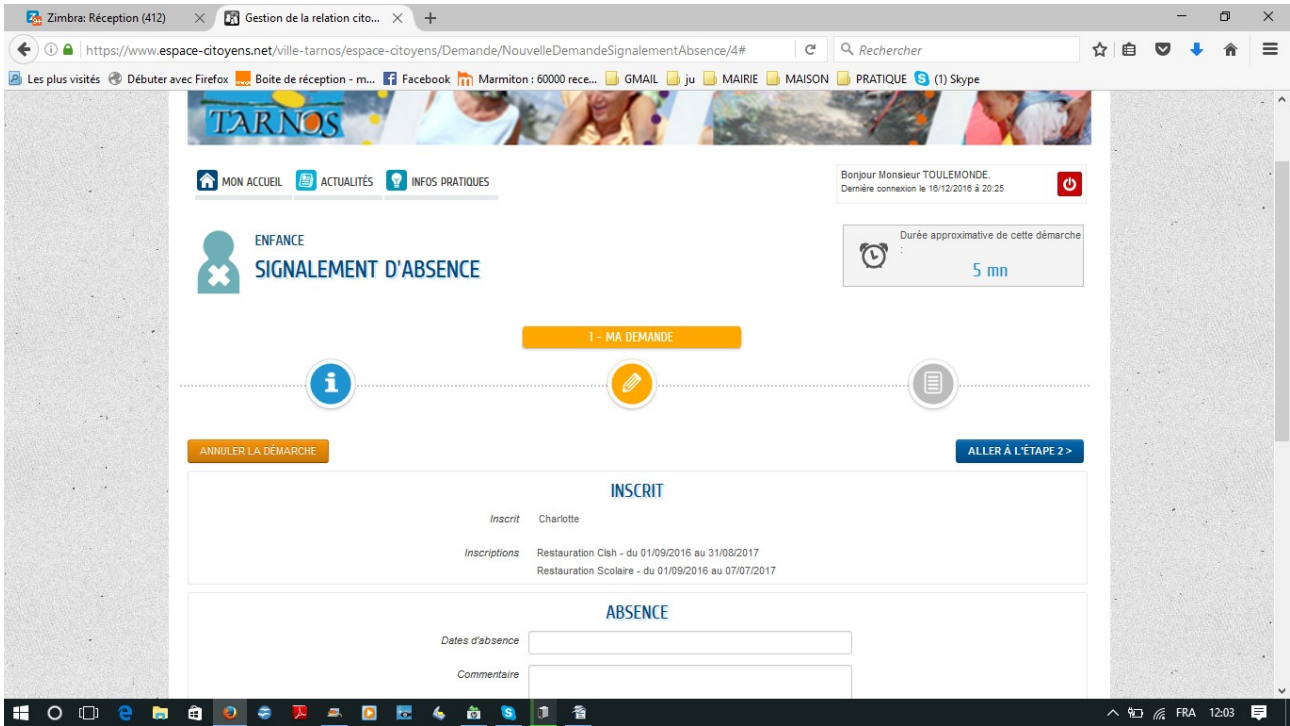 Zimbra: Réception (412)
Gestion de la relation cito...
https://www.espace-citoyens.net/ville-tarnos/espace-citoyens/Demande/NouvelleDemandeSignalementAbsence/4#
Rechercher
Les plus visités Débuter avec Firefox Boite de réception - m... Facebook Marmiton : 60000 rece... GMAIL ju MAIRIE MAISON PRATIQUE (1) Skype
TARNOS
MON ACCUEIL ACTUALITÉS INFOS PRATIQUES
Bonjour Monsieur TOULEMONDE.
Dernière connexion le 16/12/2016 à 20:25
ENFANCE
SIGNALEMENT D'ABSENCE
Durée approximative de cette démarche
:
5 mn
1 - MA DEMANDE
ANNULER LA DÉMARCHE
ALLER À L'ÉTAPE 2 >
INSCRIT
Inscrit Charlotte
Inscriptions Restauration Clsh - du 01/09/2016 au 31/08/2017
Restauration Scolaire - du 01/09/2016 au 07/07/2017
ABSENCE
Dates d'absence
Commentaire
FRA 12:03